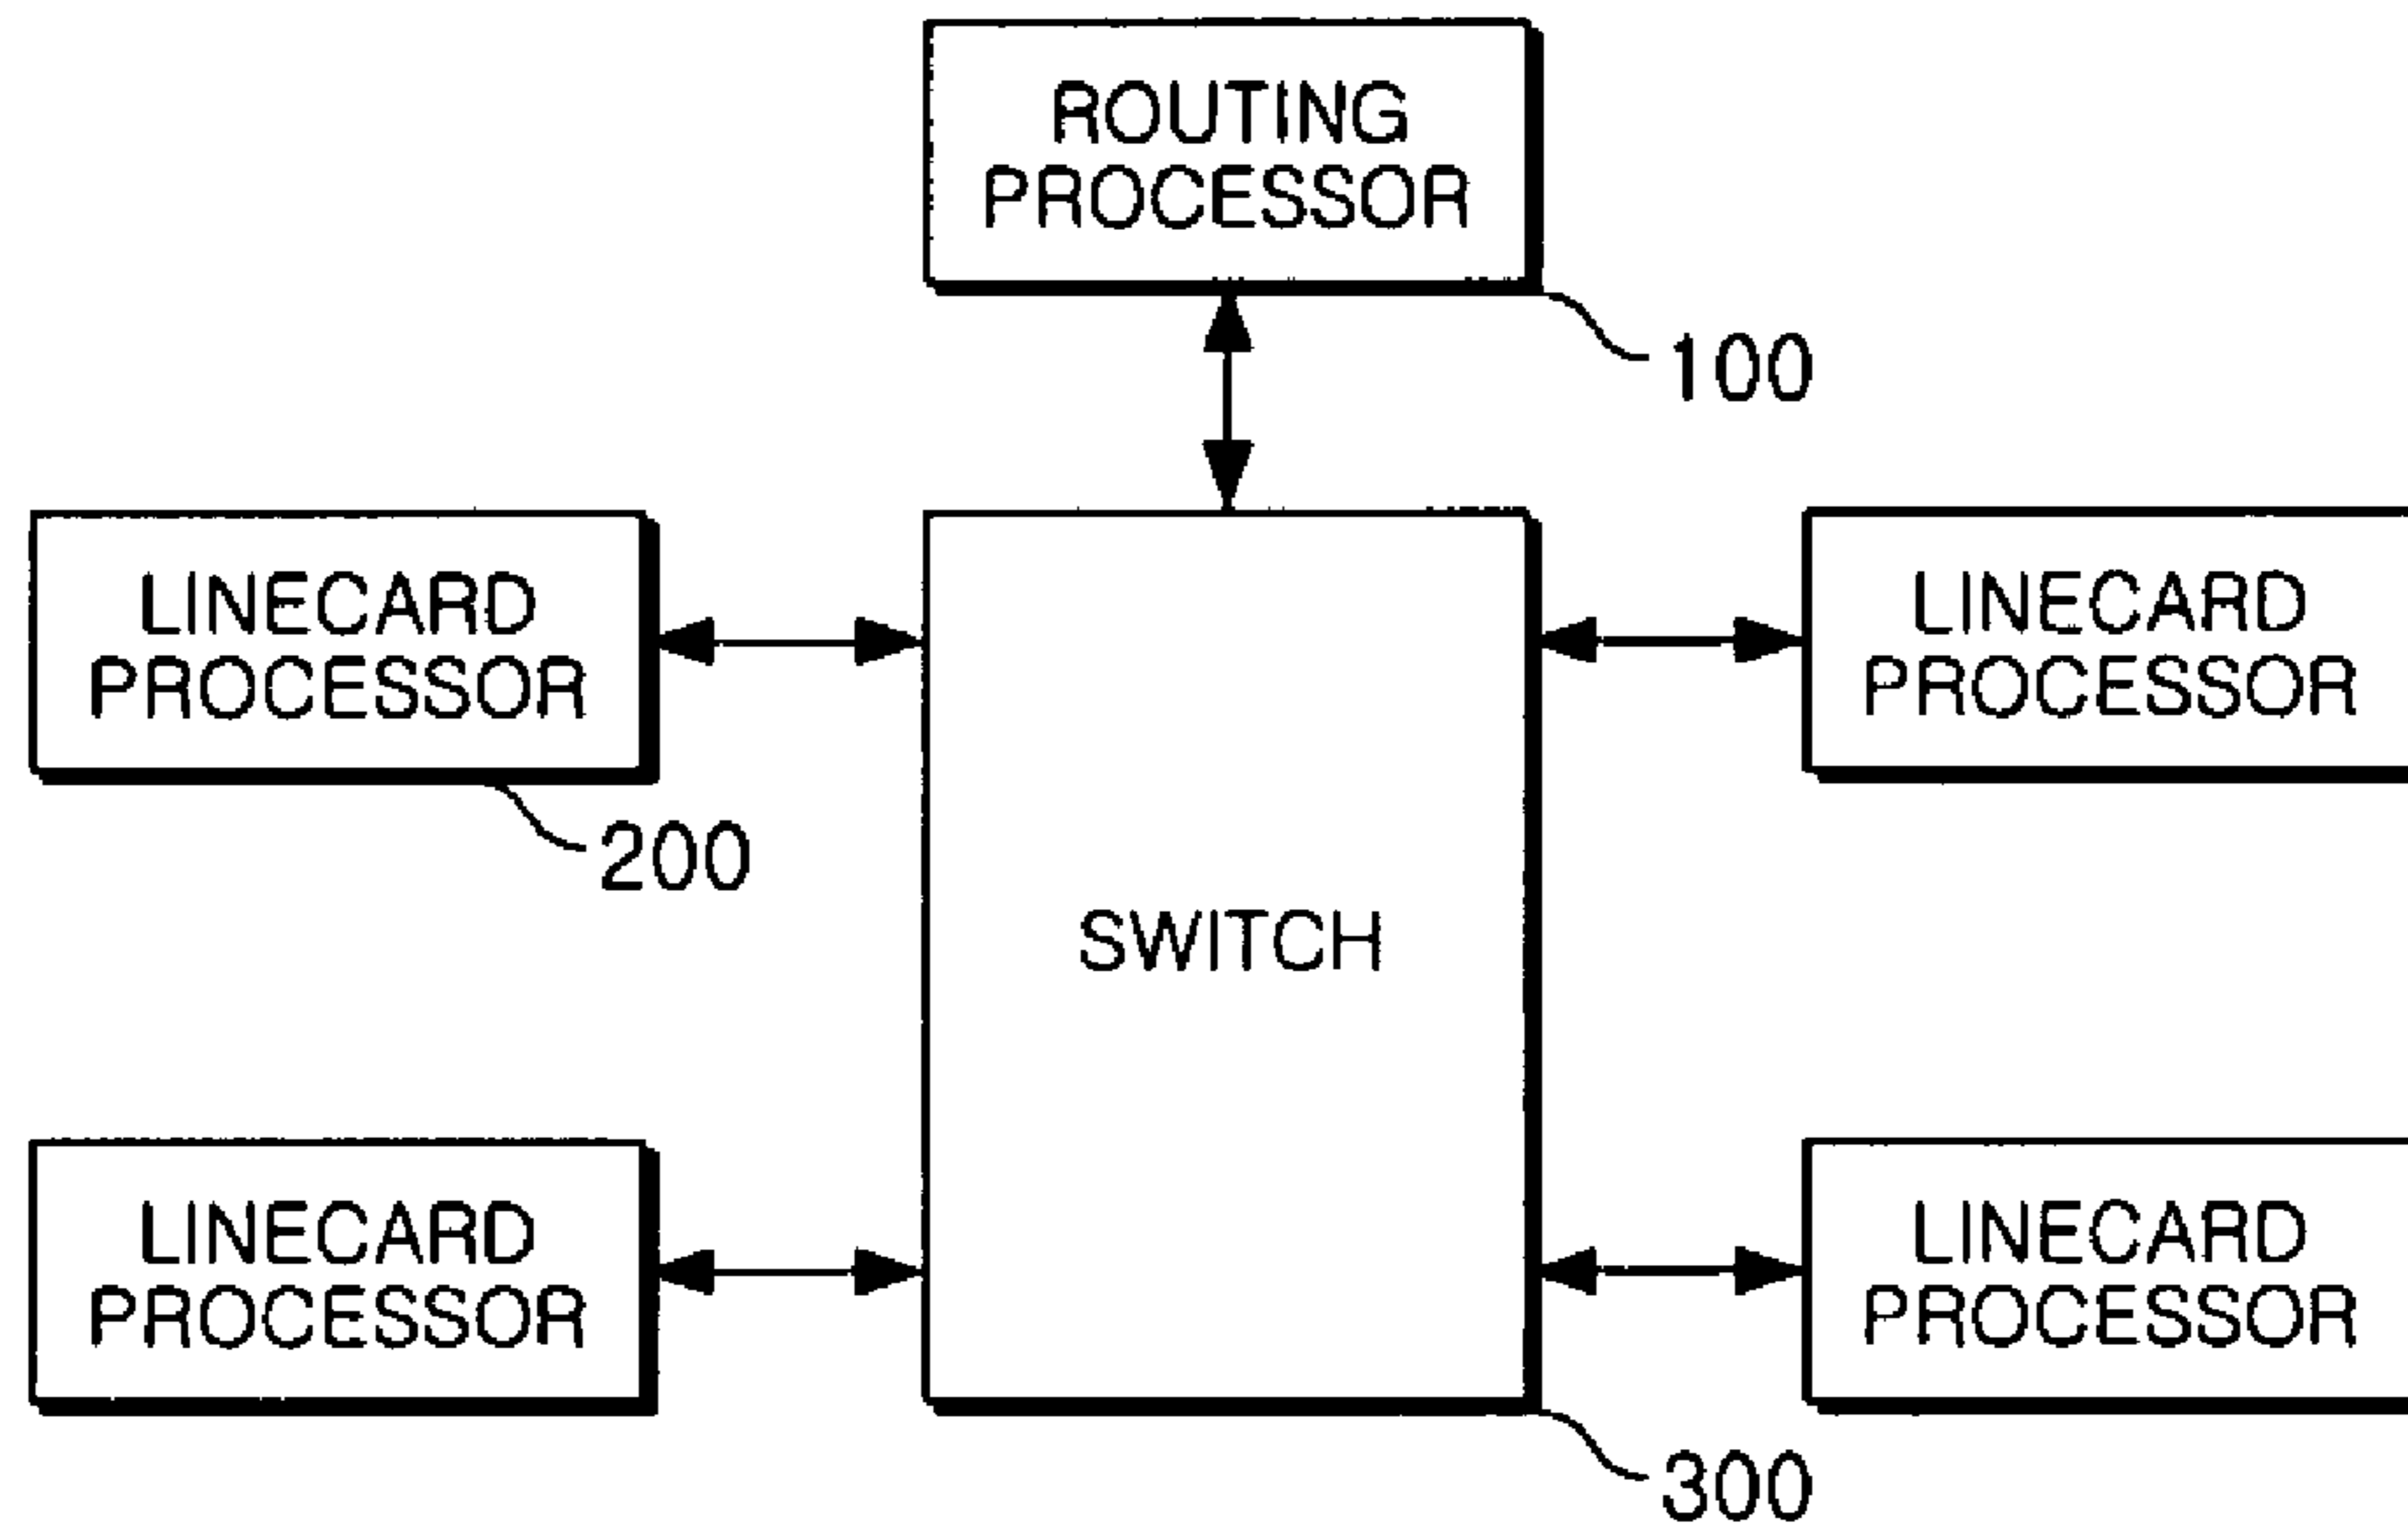 ROUTING
PROCESSOR
100
LINECARD
PROCESSOR
200
LINECARD
PROCESSOR
SWITCH
LINECARD
PROCESSOR
LINECARD
PROCESSOR
300